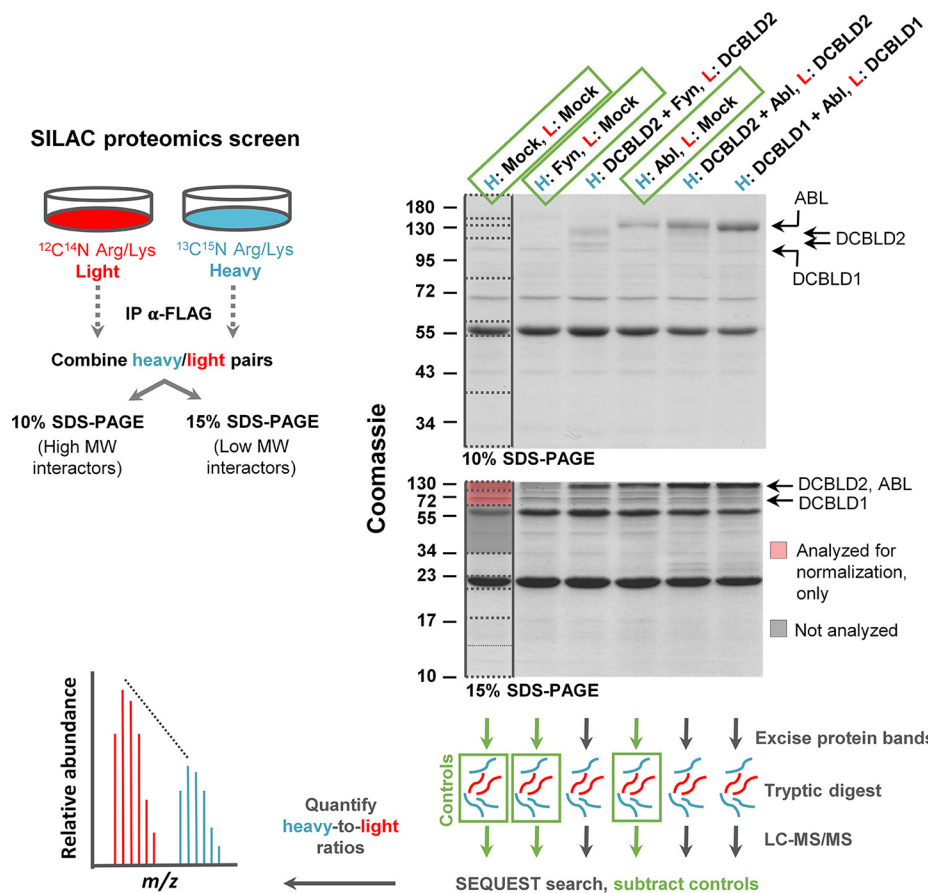 SILAC proteomics screen
¹²C¹⁴N Arg/Lys
Light
¹³C¹⁵N Arg/Lys
Heavy
IP α-FLAG
Combine heavy/light pairs
10% SDS-PAGE
(High MW
interactors)
15% SDS-PAGE
(Low MW
interactors)
H: Mock, L: Mock
H: Fyn, L: Mock
H: DCBLD2 + Fyn, L: DCBLD2
H: Abl, L: Mock
H: DCBLD2 + Abl, L: DCBLD2
H: DCBLD1 + Abl, L: DCBLD1
Coomassie
180
130
95
72
55
43
34
ABL
DCBLD2
DCBLD1
10% SDS-PAGE
130
72
55
34
23
17
10
DCBLD2, ABL
DCBLD1
Analyzed for
normalization,
only
Not analyzed
15% SDS-PAGE
Controls
Excise protein bands
Tryptic digest
LC-MS/MS
SEQUEST search, subtract controls
Quantify
heavy-to-light
ratios
Relative abundance
m/z